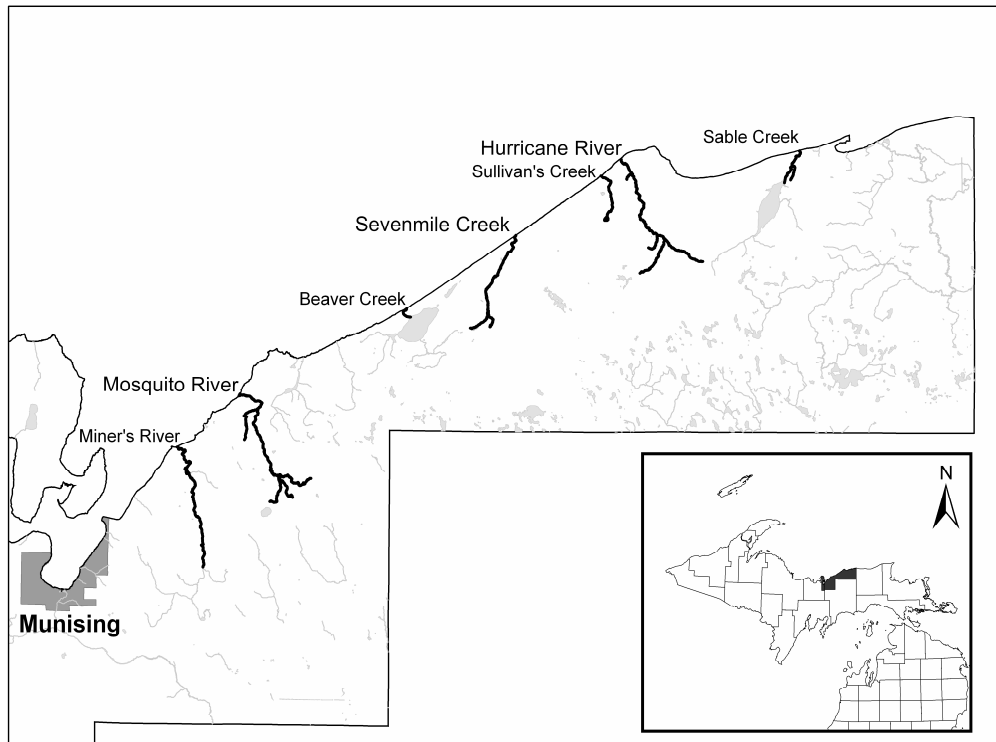 Sable Creek
Hurricane River
Sullivan's Creek
Sevenmile Creek
Beaver Creek
Mosquito River
Miner's River
Munising
N